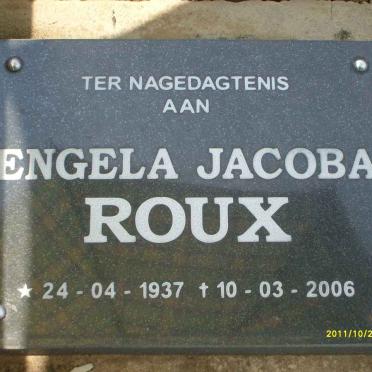 TER NAGEDAGTENIS
AAN
ENGELA JACOBA
ROUX
★ 24 - 04 - 1937 † 10 - 03 - 2006